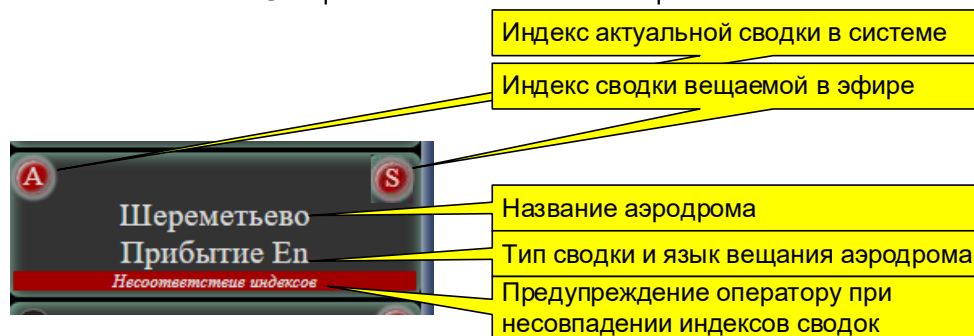 Индекс актуальной сводки в системе
Индекс сводки вещаемой в эфире
A
S
Шереметьево
Прибытие En
Несоответствие индексов
Название аэродрома
Тип сводки и язык вещания аэродрома
Предупреждение оператору при
несовпадении индексов сводок